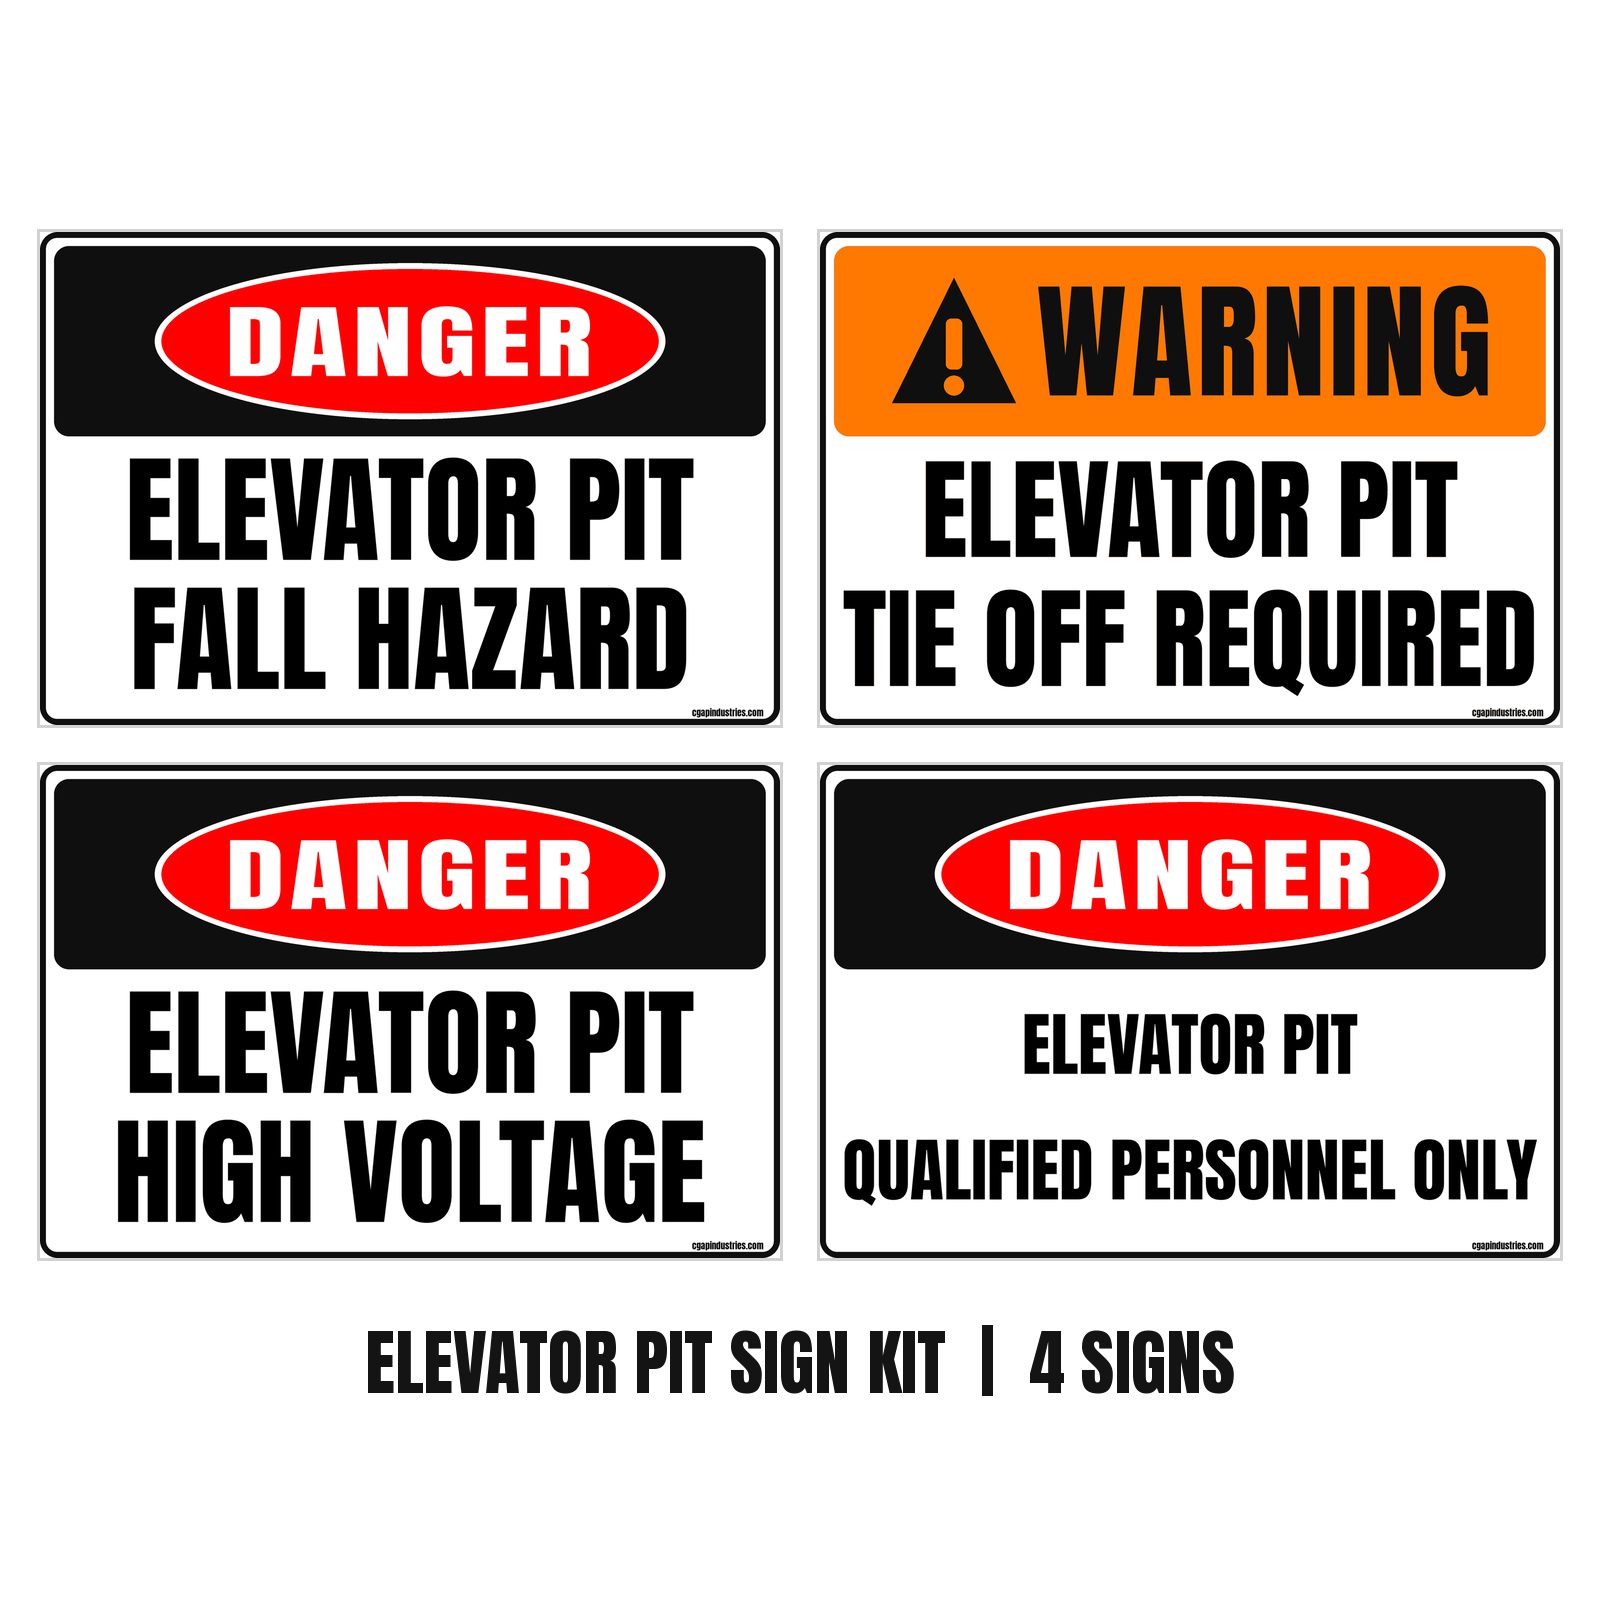 DANGER
ELEVATOR PIT
FALL HAZARD
cgapindustries.com
WARNING
ELEVATOR PIT
TIE OFF REQUIRED
cgapindustries.com
DANGER
ELEVATOR PIT
HIGH VOLTAGE
cgapindustries.com
DANGER
ELEVATOR PIT
QUALIFIED PERSONNEL ONLY
cgapindustries.com
ELEVATOR PIT SIGN KIT | 4 SIGNS